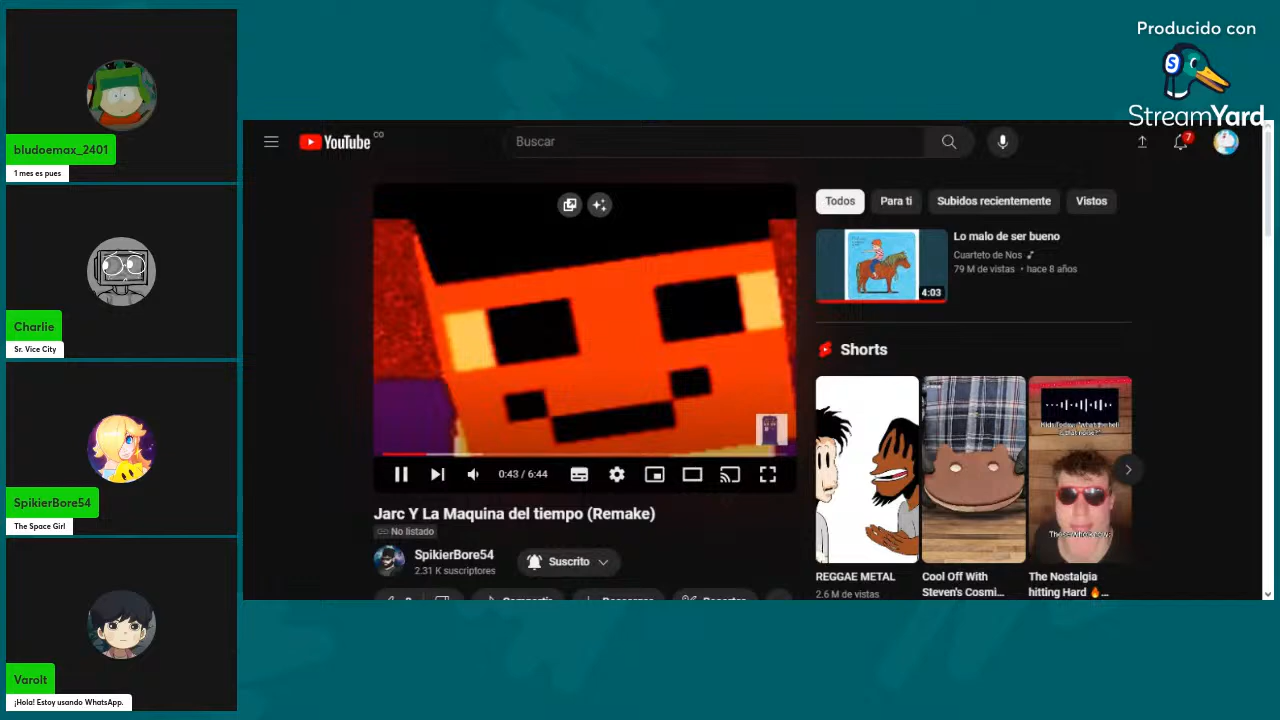 Producido con
StreamYard
bludoemax_2401
1 mes es pues
Charlie
Sr. Vice City
SpikierBore54
The Space Girl
Varolt
¡Hola! Estoy usando WhatsApp.
YouTube CO
Buscar
7
0:43 / 6:44
Jarc Y La Maquina del tiempo (Remake)
No listado
SpikierBore54
2.31 K suscriptores
Suscrito
Todos
Para ti
Subidos recientemente
Vistos
Lo malo de ser bueno
Cuarteto de Nos
79 M de vistas • hace 8 años
4:03
Shorts
REGGAE METAL
2.6 M de vistas
Cool Off With
Steven's Cosmi...
The Nostalgia
hitting Hard 🔥...